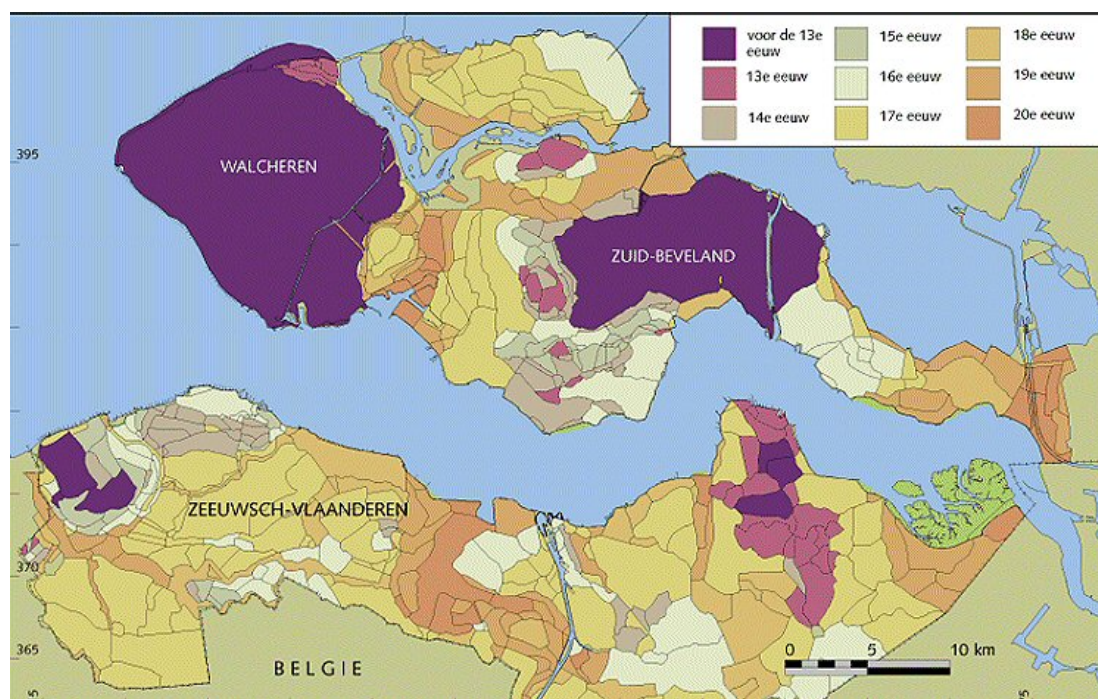 voor de 13e
eeuw
13e eeuw
14e eeuw
15e eeuw
16e eeuw
17e eeuw
18e eeuw
19e eeuw
20e eeuw
395
WALCHEREN
ZUID-BEVELAND
ZEEUWSCH-VLAANDEREN
370
365
BELGIE
0 5 10 km